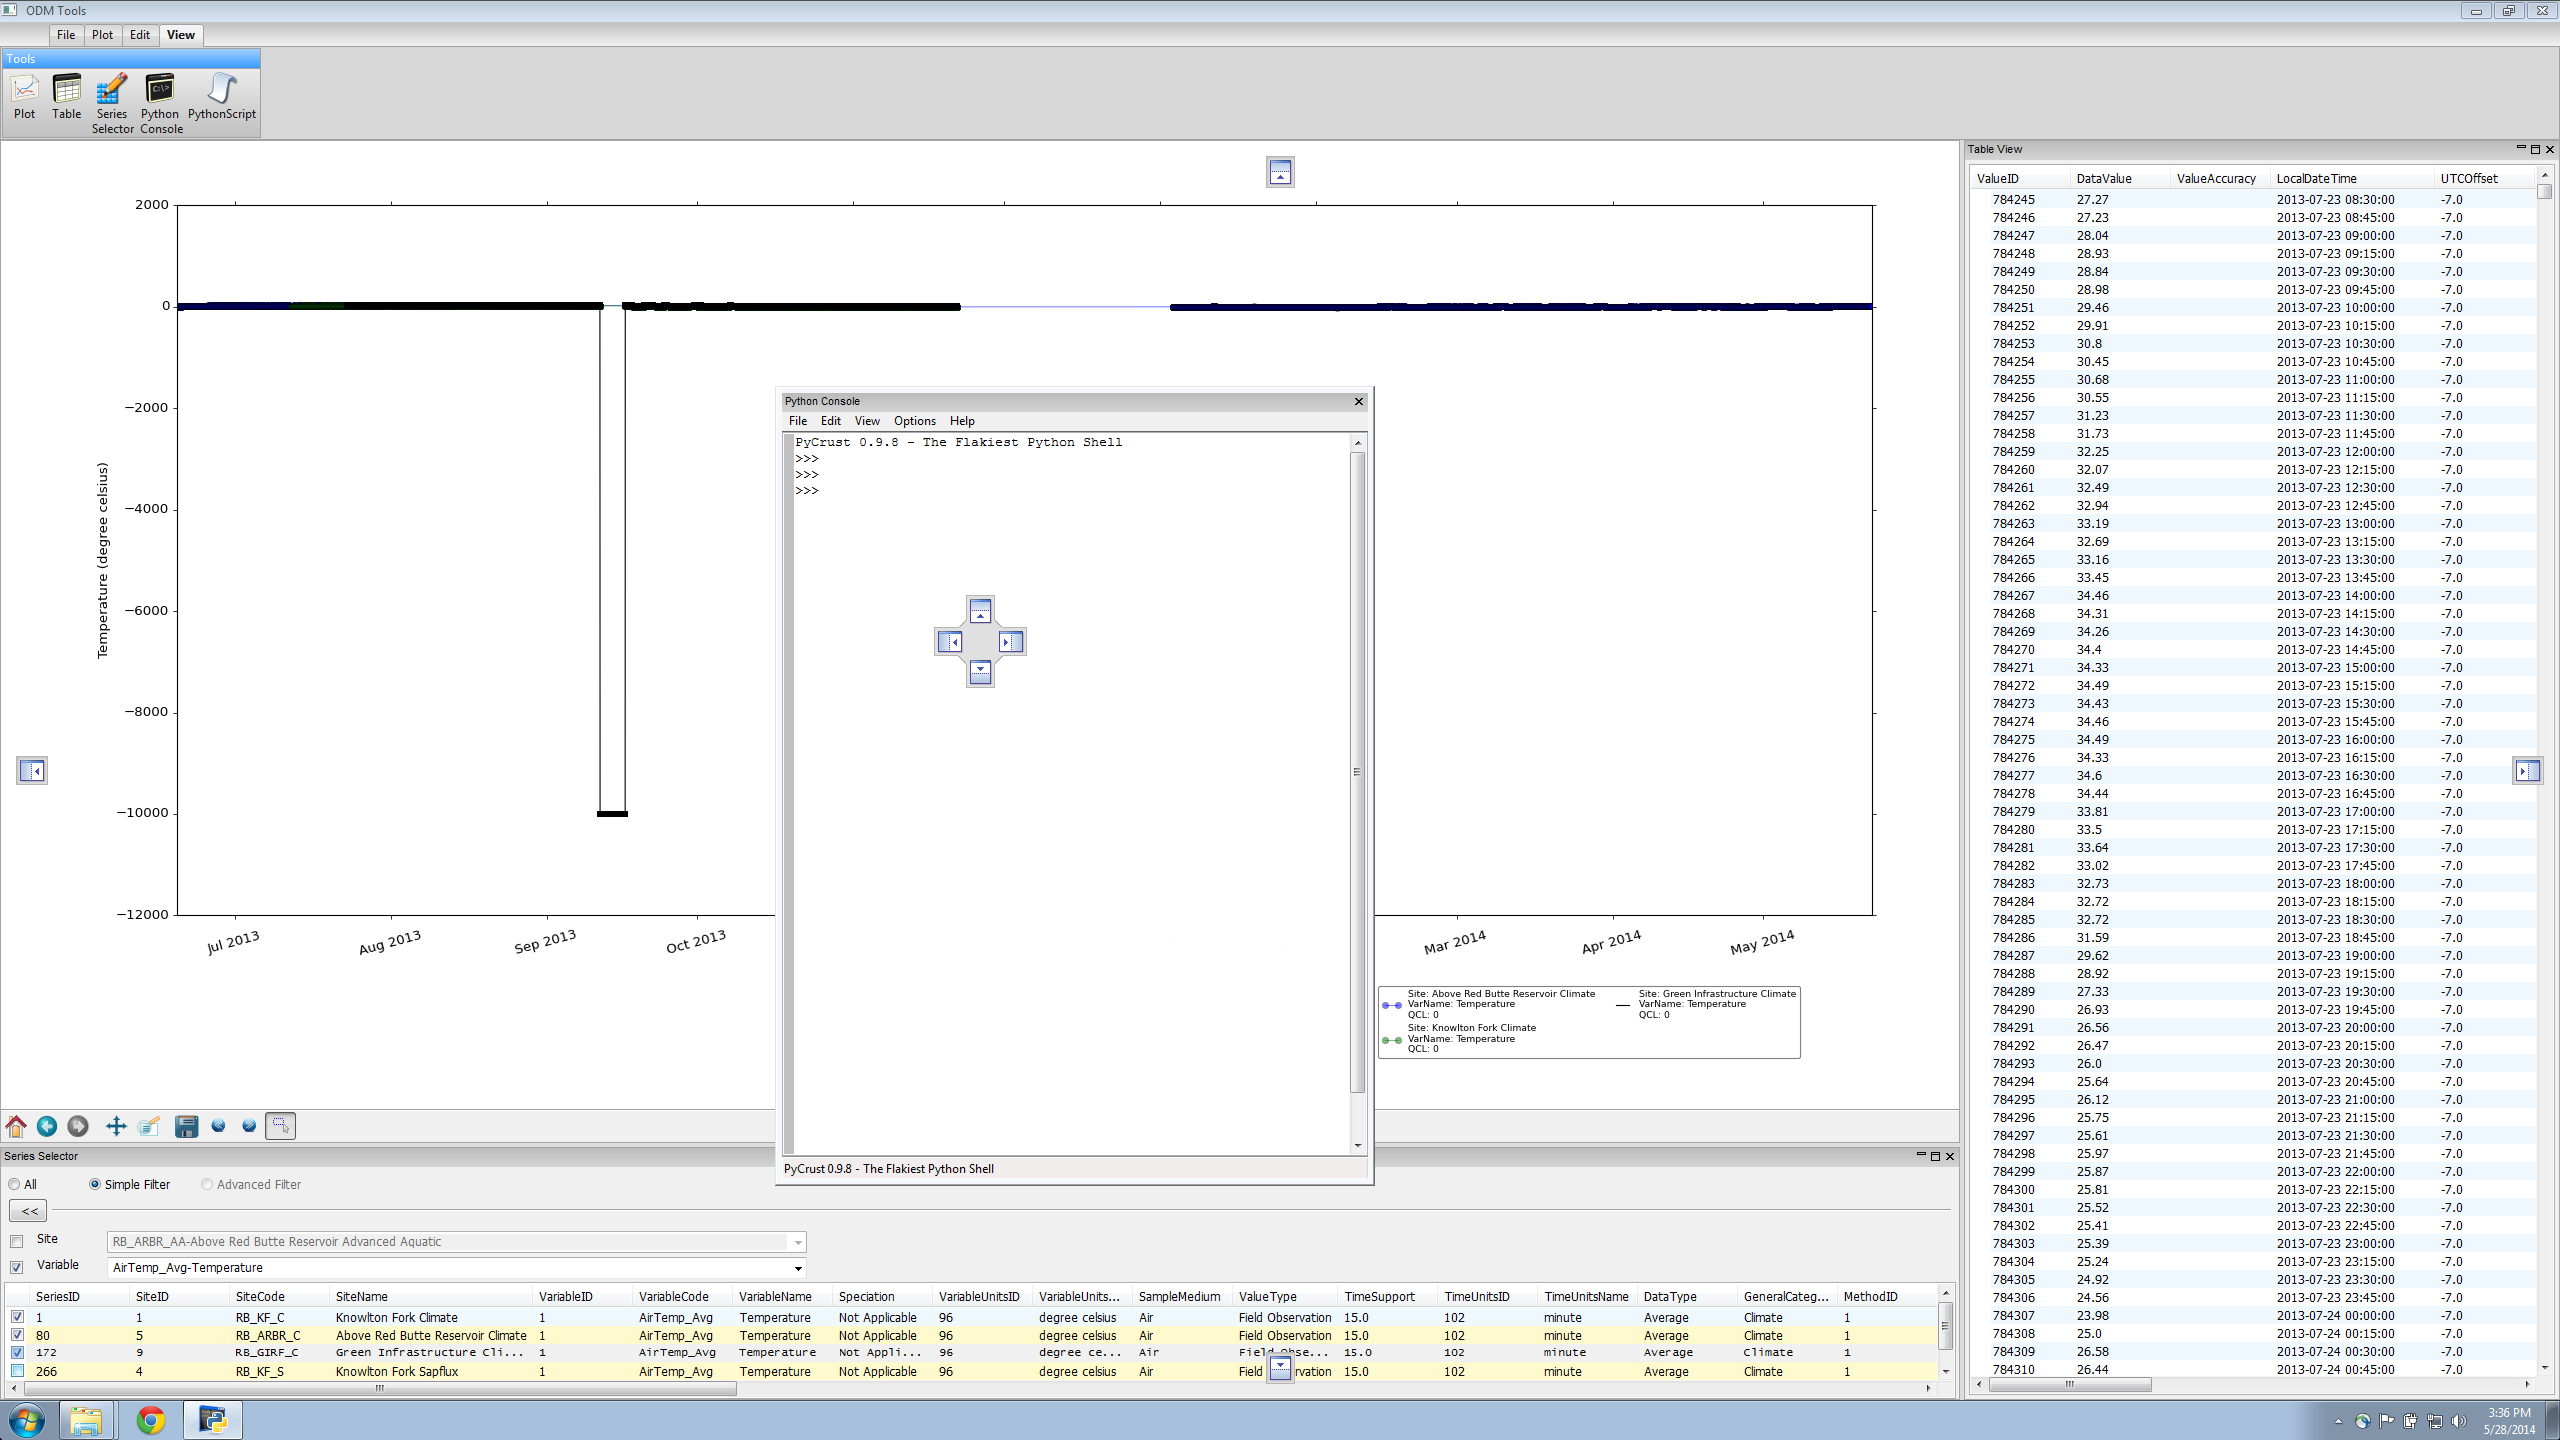 ODM Tools
File Plot Edit View
Tools
Plot Table Series Selector Python Console PythonScript
2000
0
−2000
−4000
−6000
−8000
−10000
−12000
Temperature (degree celsius)
Jul 2013 Aug 2013 Sep 2013 Oct 2013 Mar 2014 Apr 2014 May 2014
Site: Above Red Butte Reservoir Climate
VarName: Temperature
QCL: 0
Site: Knowlton Fork Climate
VarName: Temperature
QCL: 0
Site: Green Infrastructure Climate
VarName: Temperature
QCL: 0
Python Console
File Edit View Options Help
PyCrust 0.9.8 - The Flakiest Python Shell
>>>
>>>
>>>
PyCrust 0.9.8 - The Flakiest Python Shell
Series Selector
All Simple Filter Advanced Filter
<<
Site RB_ARBR_AA-Above Red Butte Reservoir Advanced Aquatic
Variable AirTemp_Avg-Temperature
SeriesID SiteID SiteCode SiteName VariableID VariableCode VariableName Speciation VariableUnitsID VariableUnits... SampleMedium ValueType TimeSupport TimeUnitsID TimeUnitsName DataType GeneralCateg... MethodID
1 1 RB_KF_C Knowlton Fork Climate 1 AirTemp_Avg Temperature Not Applicable 96 degree celsius Air Field Observation 15.0 102 minute Average Climate 1
80 5 RB_ARBR_C Above Red Butte Reservoir Climate 1 AirTemp_Avg Temperature Not Applicable 96 degree celsius Air Field Observation 15.0 102 minute Average Climate 1
172 9 RB_GIRF_C Green Infrastructure Cli... 1 AirTemp_Avg Temperature Not Appli... 96 degree ce... Air Field Obse... 15.0 102 minute Average Climate 1
266 4 RB_KF_S Knowlton Fork Sapflux 1 AirTemp_Avg Temperature Not Applicable 96 degree celsius Air Field vation 15.0 102 minute Average Climate 1
Table View
ValueID DataValue ValueAccuracy LocalDateTime UTCOffset
784245 27.27 2013-07-23 08:30:00 -7.0
784246 27.23 2013-07-23 08:45:00 -7.0
784247 28.04 2013-07-23 09:00:00 -7.0
784248 28.93 2013-07-23 09:15:00 -7.0
784249 28.84 2013-07-23 09:30:00 -7.0
784250 28.98 2013-07-23 09:45:00 -7.0
784251 29.46 2013-07-23 10:00:00 -7.0
784252 29.91 2013-07-23 10:15:00 -7.0
784253 30.8 2013-07-23 10:30:00 -7.0
784254 30.45 2013-07-23 10:45:00 -7.0
784255 30.68 2013-07-23 11:00:00 -7.0
784256 30.55 2013-07-23 11:15:00 -7.0
784257 31.23 2013-07-23 11:30:00 -7.0
784258 31.73 2013-07-23 11:45:00 -7.0
784259 32.25 2013-07-23 12:00:00 -7.0
784260 32.07 2013-07-23 12:15:00 -7.0
784261 32.49 2013-07-23 12:30:00 -7.0
784262 32.94 2013-07-23 12:45:00 -7.0
784263 33.19 2013-07-23 13:00:00 -7.0
784264 32.69 2013-07-23 13:15:00 -7.0
784265 33.16 2013-07-23 13:30:00 -7.0
784266 33.45 2013-07-23 13:45:00 -7.0
784267 34.46 2013-07-23 14:00:00 -7.0
784268 34.31 2013-07-23 14:15:00 -7.0
784269 34.26 2013-07-23 14:30:00 -7.0
784270 34.4 2013-07-23 14:45:00 -7.0
784271 34.33 2013-07-23 15:00:00 -7.0
784272 34.49 2013-07-23 15:15:00 -7.0
784273 34.43 2013-07-23 15:30:00 -7.0
784274 34.46 2013-07-23 15:45:00 -7.0
784275 34.49 2013-07-23 16:00:00 -7.0
784276 34.33 2013-07-23 16:15:00 -7.0
784277 34.6 2013-07-23 16:30:00 -7.0
784278 34.44 2013-07-23 16:45:00 -7.0
784279 33.81 2013-07-23 17:00:00 -7.0
784280 33.5 2013-07-23 17:15:00 -7.0
784281 33.64 2013-07-23 17:30:00 -7.0
784282 33.02 2013-07-23 17:45:00 -7.0
784283 32.73 2013-07-23 18:00:00 -7.0
784284 32.72 2013-07-23 18:15:00 -7.0
784285 32.72 2013-07-23 18:30:00 -7.0
784286 31.59 2013-07-23 18:45:00 -7.0
784287 29.62 2013-07-23 19:00:00 -7.0
784288 28.92 2013-07-23 19:15:00 -7.0
784289 27.33 2013-07-23 19:30:00 -7.0
784290 26.93 2013-07-23 19:45:00 -7.0
784291 26.56 2013-07-23 20:00:00 -7.0
784292 26.47 2013-07-23 20:15:00 -7.0
784293 26.0 2013-07-23 20:30:00 -7.0
784294 25.64 2013-07-23 20:45:00 -7.0
784295 26.12 2013-07-23 21:00:00 -7.0
784296 25.75 2013-07-23 21:15:00 -7.0
784297 25.61 2013-07-23 21:30:00 -7.0
784298 25.97 2013-07-23 21:45:00 -7.0
784299 25.87 2013-07-23 22:00:00 -7.0
784300 25.81 2013-07-23 22:15:00 -7.0
784301 25.52 2013-07-23 22:30:00 -7.0
784302 25.41 2013-07-23 22:45:00 -7.0
784303 25.39 2013-07-23 23:00:00 -7.0
784304 25.24 2013-07-23 23:15:00 -7.0
784305 24.92 2013-07-23 23:30:00 -7.0
784306 24.56 2013-07-23 23:45:00 -7.0
784307 23.98 2013-07-24 00:00:00 -7.0
784308 25.0 2013-07-24 00:15:00 -7.0
784309 26.58 2013-07-24 00:30:00 -7.0
784310 26.44 2013-07-24 00:45:00 -7.0
3:36 PM
5/28/2014